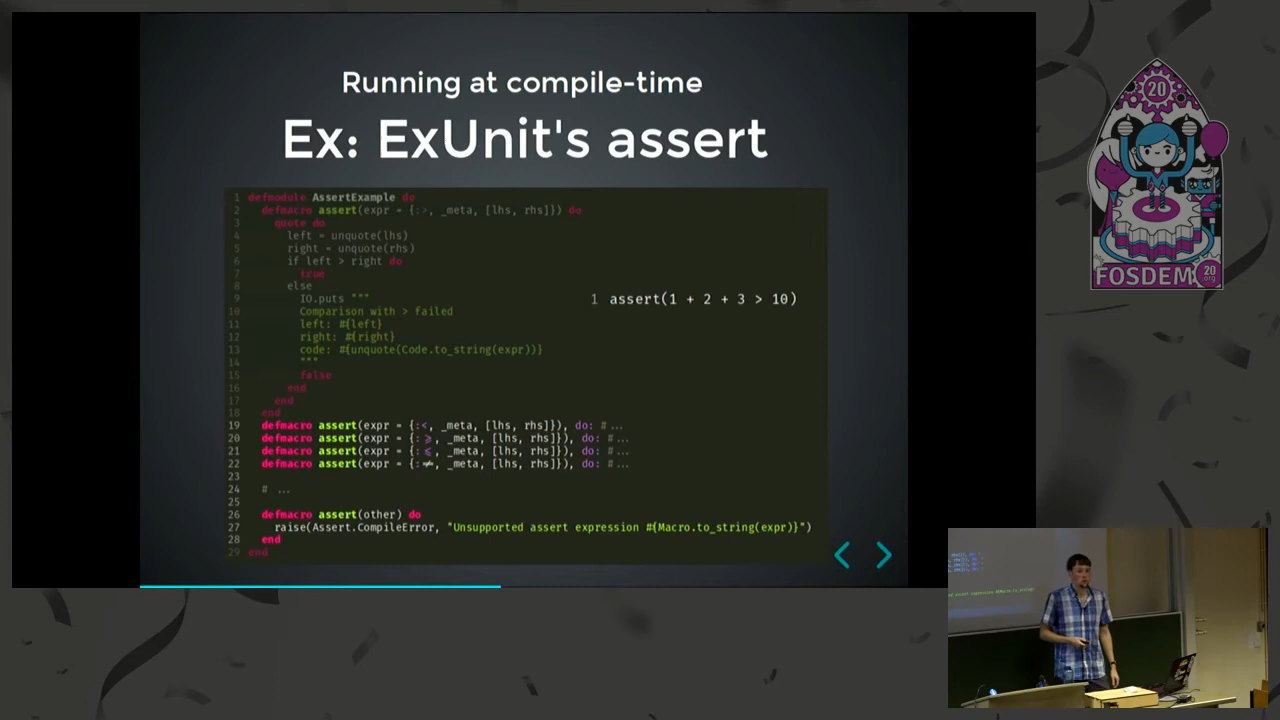 Running at compile-time
Ex: ExUnit's assert
1 defmodule AssertExample do
2 defmacro assert(expr = {:>, _meta, [lhs, rhs]}) do
3 quote do
4 left = unquote(lhs)
5 right = unquote(rhs)
6 if left > right do
7 true
8 else
9 IO.puts """
10 Comparison with > failed
11 left: #{left}
12 right: #{right}
13 code: #{unquote(Code.to_string(expr))}
14 """
15 false
16 end
17 end
18 end
19 defmacro assert(expr = {:<, _meta, [lhs, rhs]}), do: # ...
20 defmacro assert(expr = {:⩾, _meta, [lhs, rhs]}), do: # ...
21 defmacro assert(expr = {:⩽, _meta, [lhs, rhs]}), do: # ...
22 defmacro assert(expr = {:≠, _meta, [lhs, rhs]}), do: # ...
23
24 # ...
25
26 defmacro assert(other) do
27 raise(Assert.CompileError, "Unsupported assert expression #{Macro.to_string(expr)}")
28 end
29 end
1 assert(1 + 2 + 3 > 10)
20
FOSDEM 20
.org